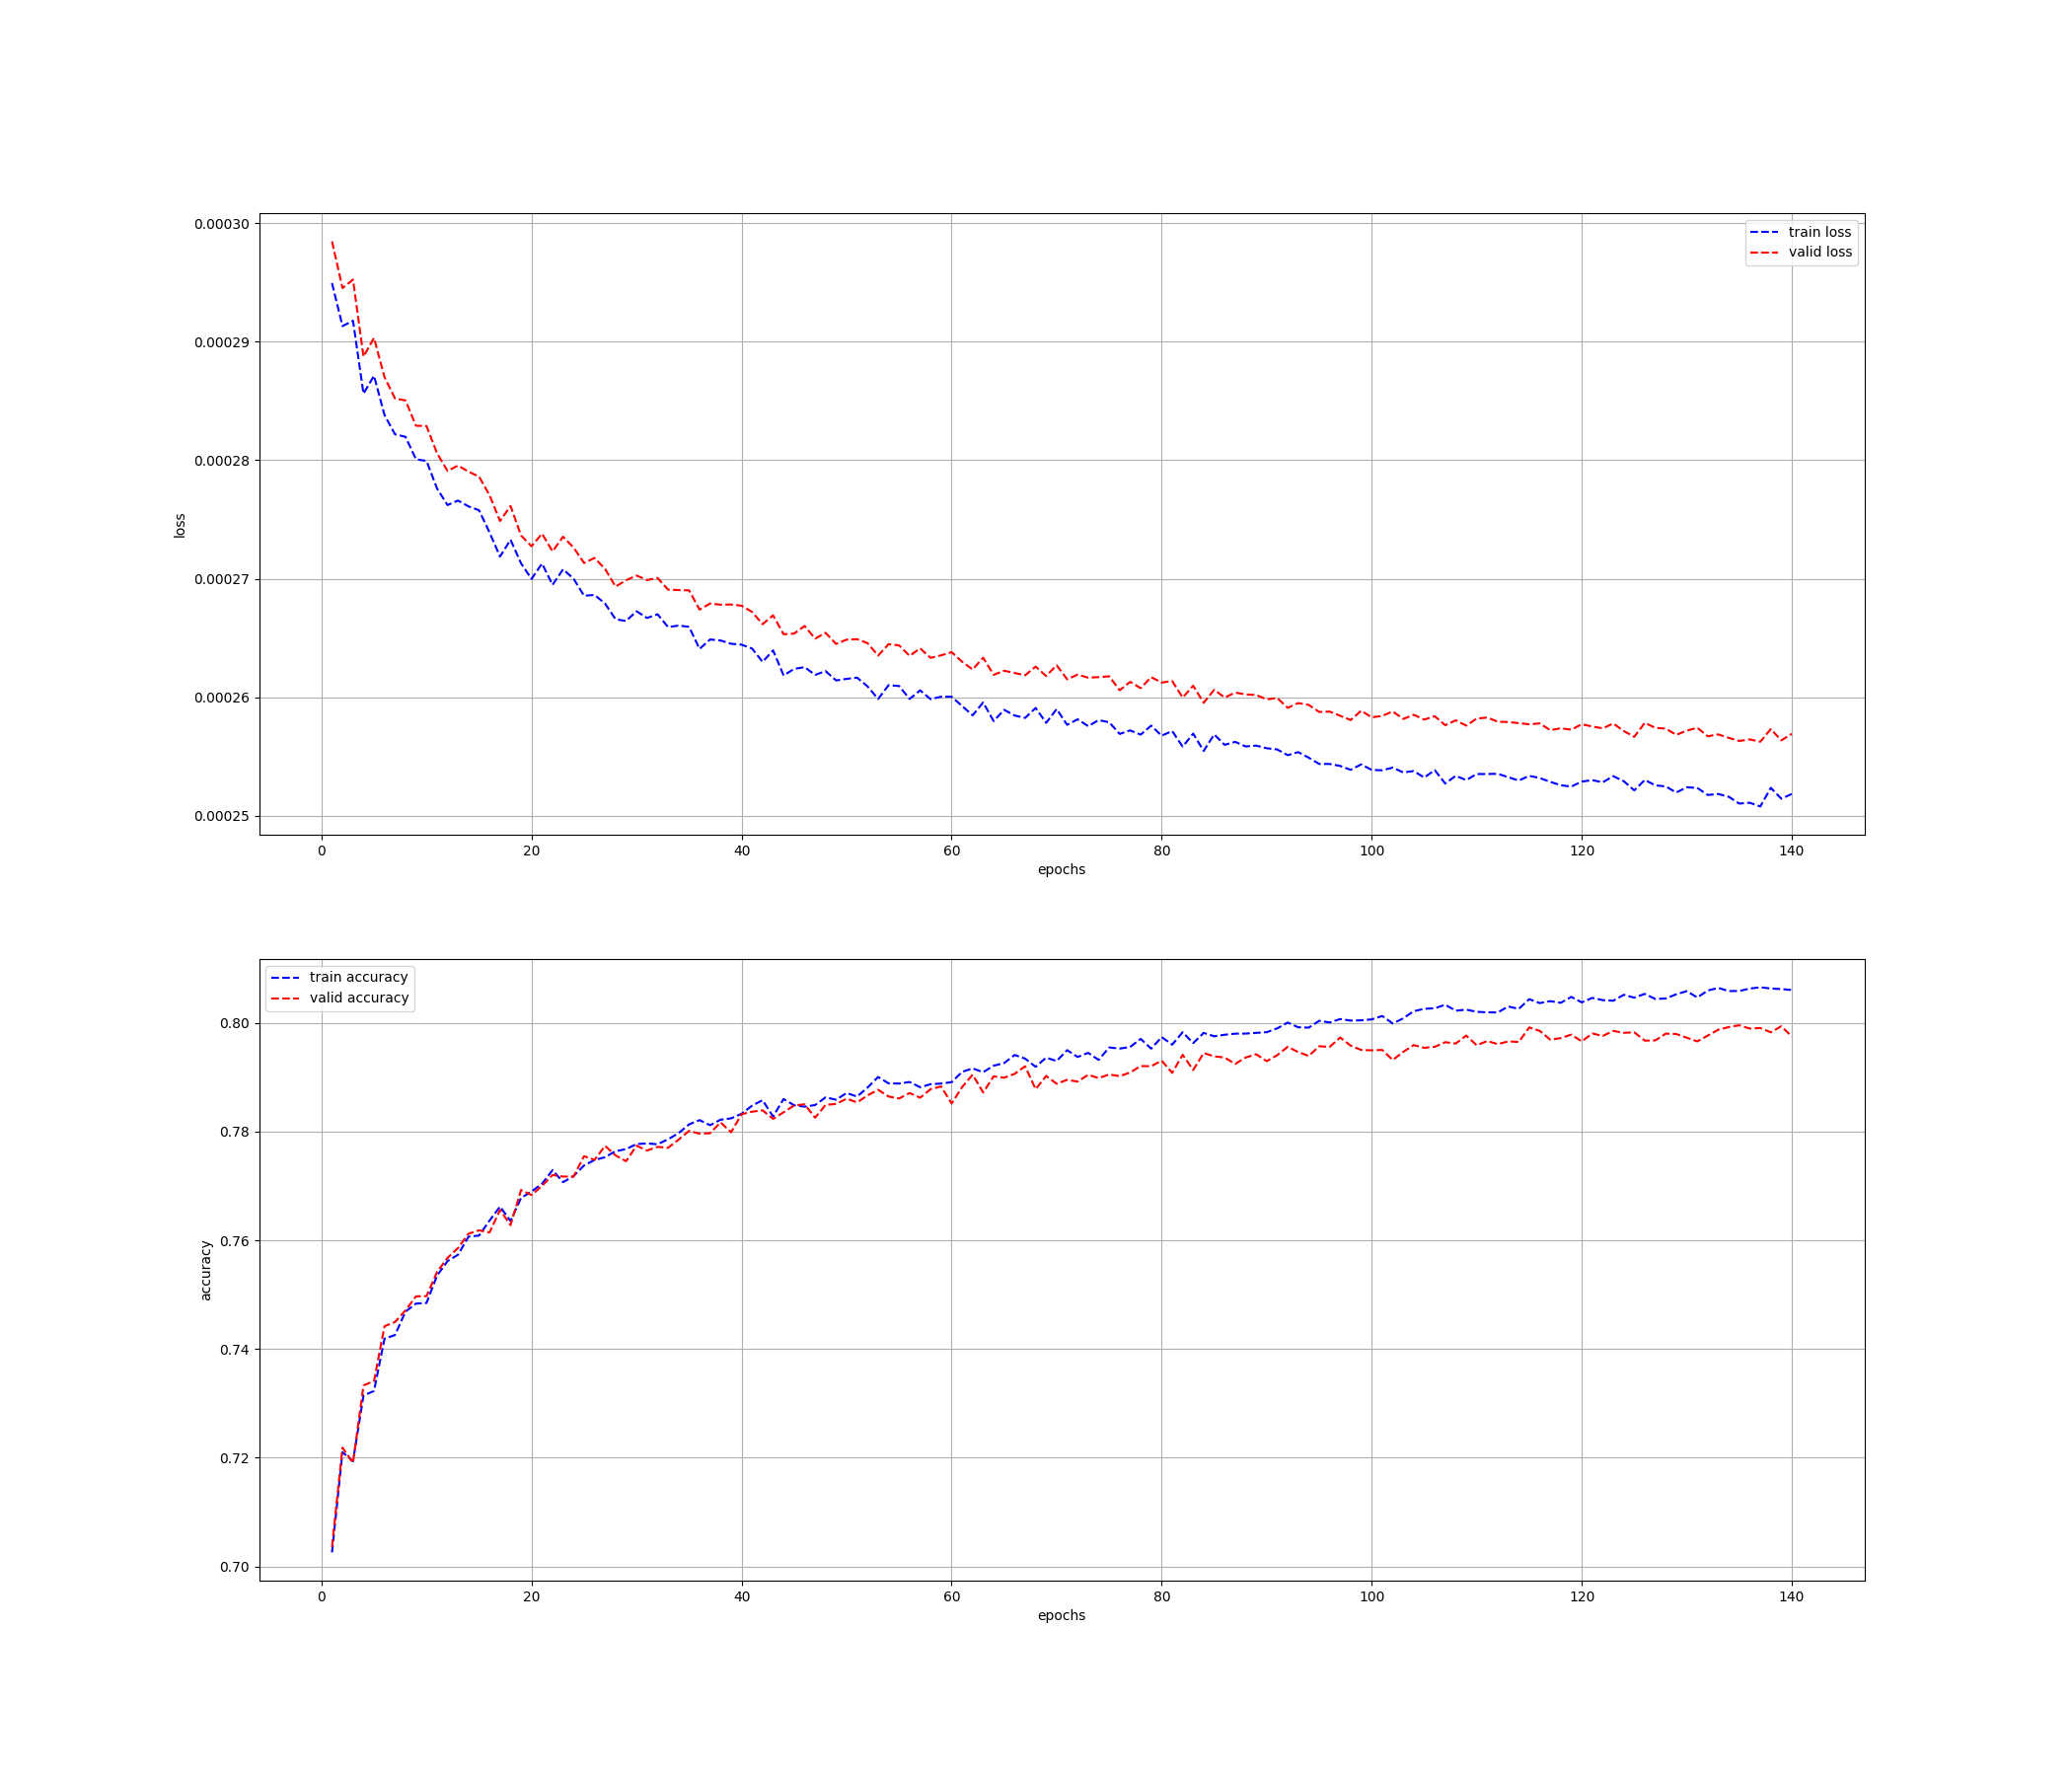 0.00030
train loss
valid loss
0.00029
0.00028
loss
0.00027
0.00026
0.00025
0 20 40 60 80 100 120 140
epochs
train accuracy
valid accuracy
0.80
0.78
0.76
accuracy
0.74
0.72
0.70
0 20 40 60 80 100 120 140
epochs